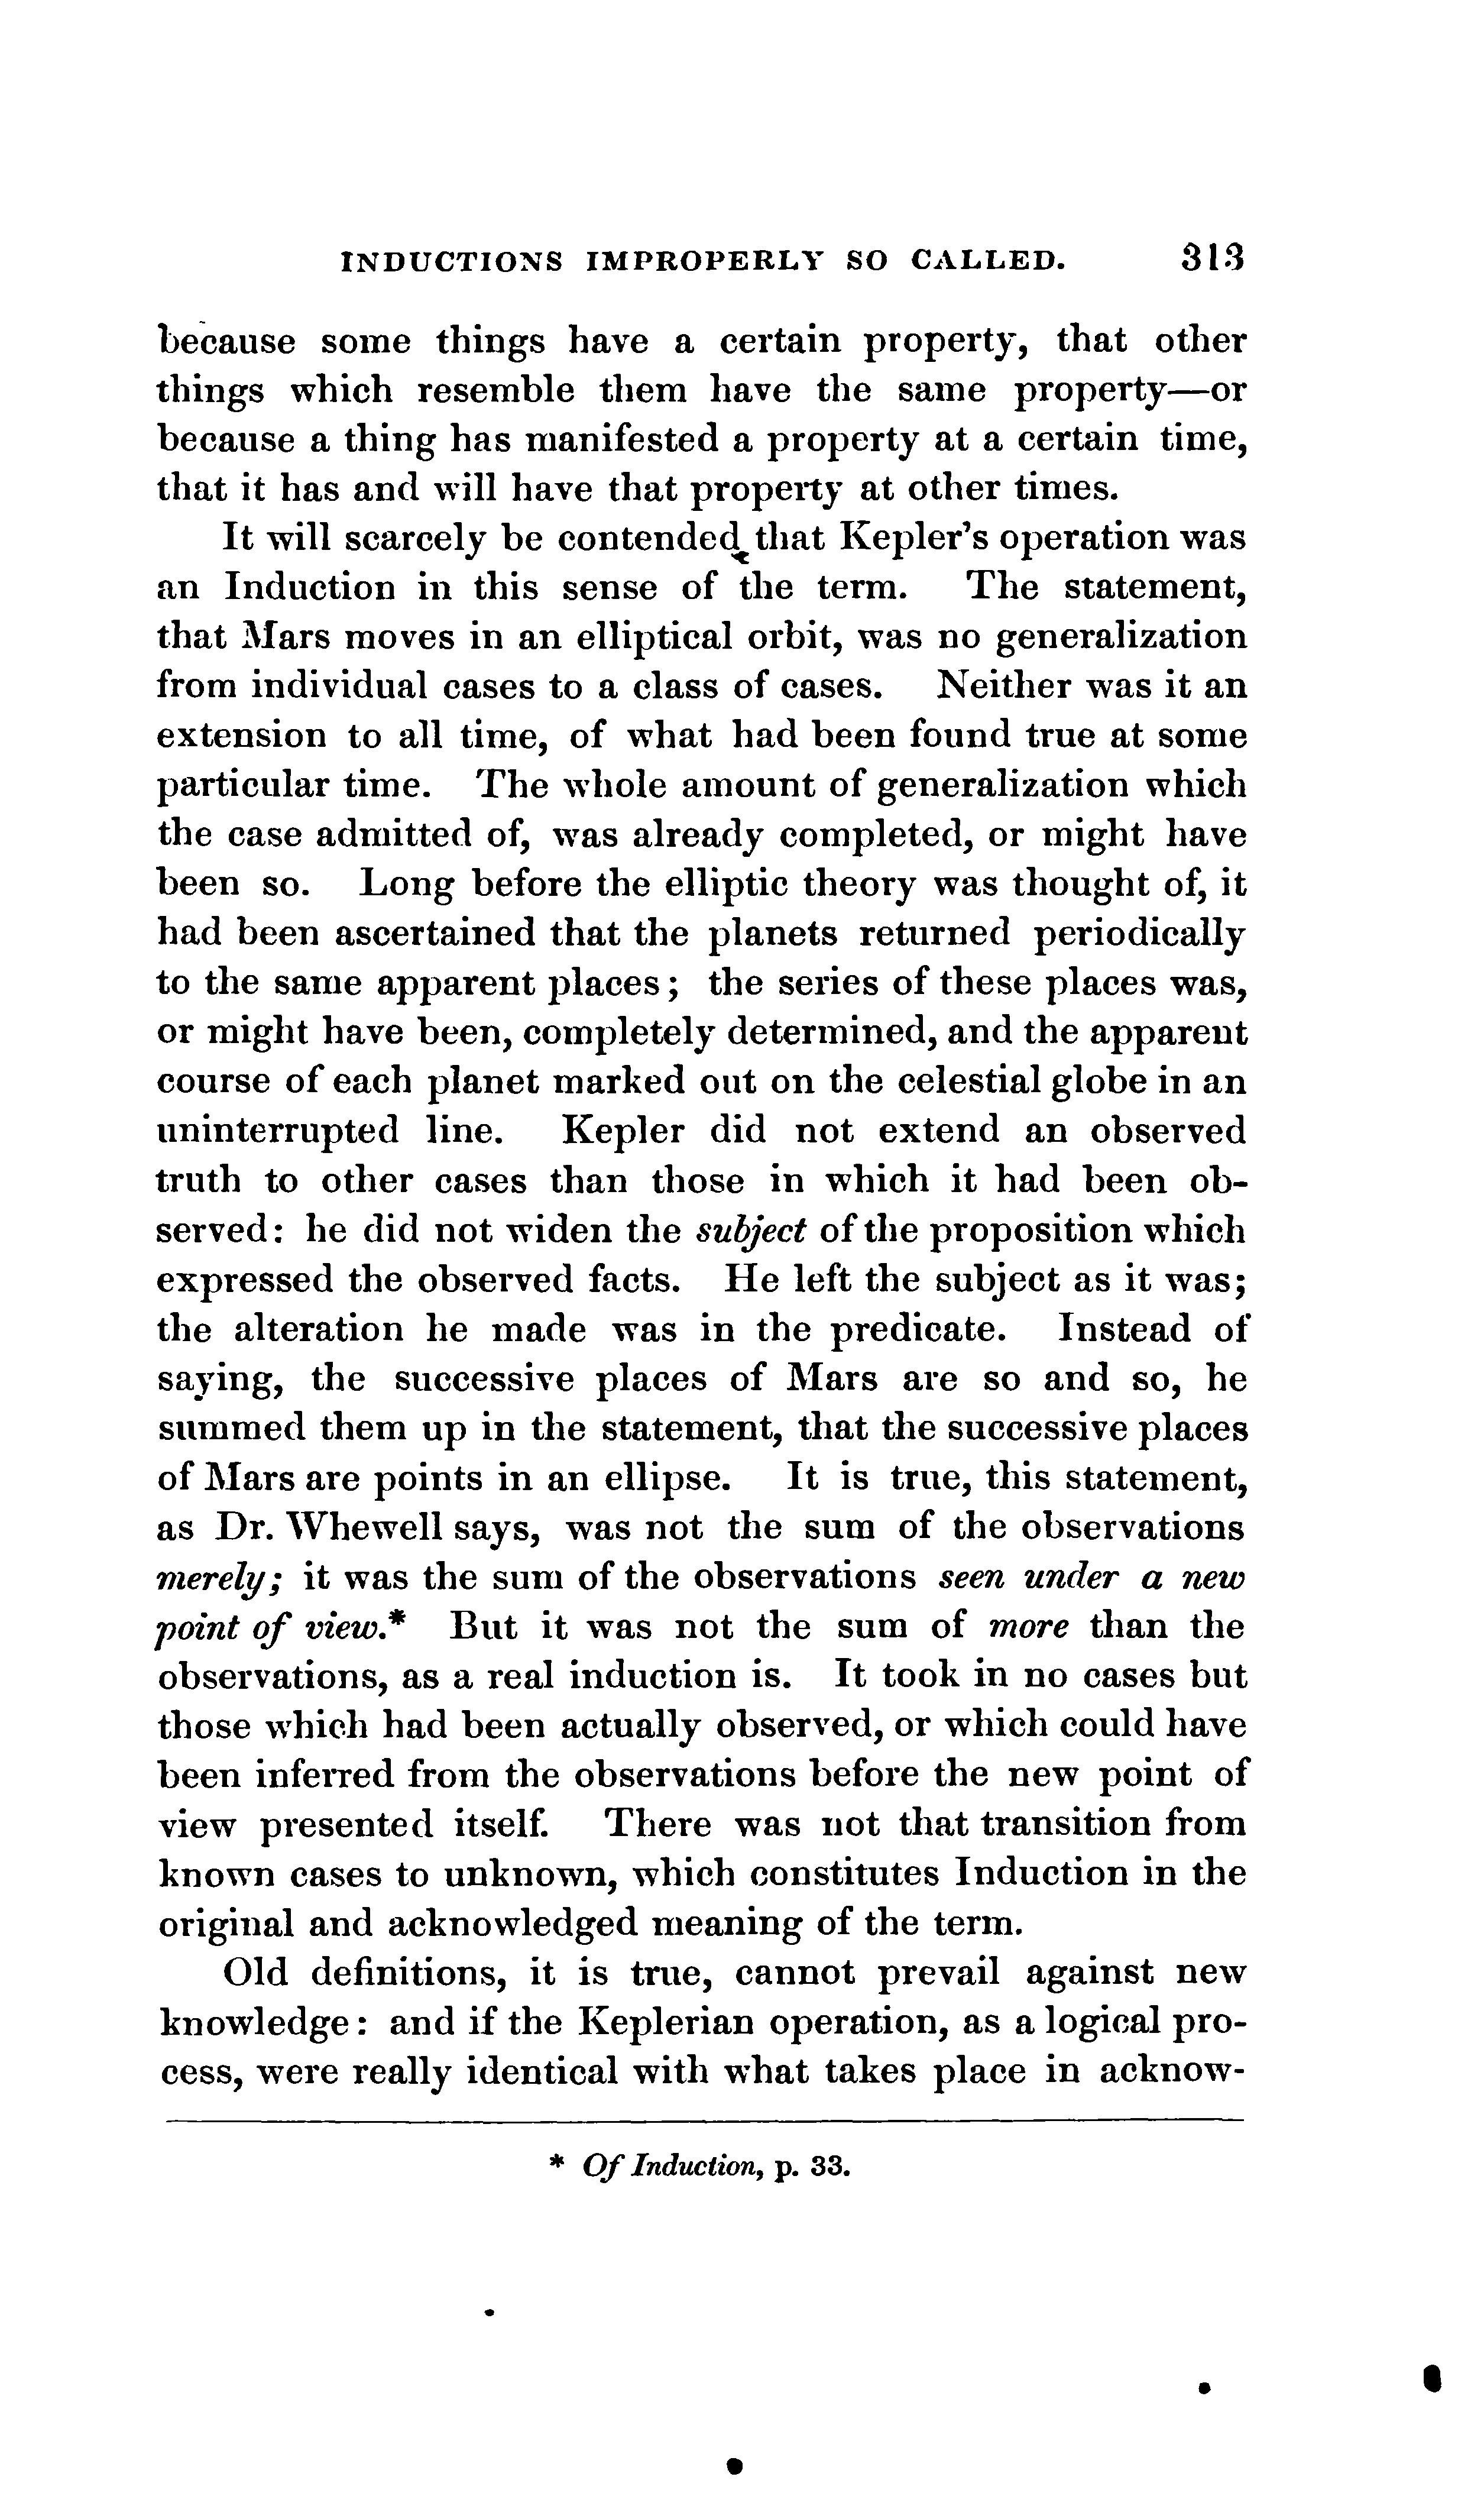 INDUCTIONS IMPROPERLY SO CALLED. 313
because some things have a certain property, that other
things which resemble them have the same property—or
because a thing has manifested a property at a certain time,
that it has and will have that property at other times.
It will scarcely be contended that Kepler's operation was
an Induction in this sense of the term. The statement,
that Mars moves in an elliptical orbit, was no generalization
from individual cases to a class of cases. Neither was it an
extension to all time, of what had been found true at some
particular time. The whole amount of generalization which
the case admitted of, was already completed, or might have
been so. Long before the elliptic theory was thought of, it
had been ascertained that the planets returned periodically
to the same apparent places; the series of these places was,
or might have been, completely determined, and the apparent
course of each planet marked out on the celestial globe in an
uninterrupted line. Kepler did not extend an observed
truth to other cases than those in which it had been ob-
served: he did not widen the subject of the proposition which
expressed the observed facts. He left the subject as it was;
the alteration he made was in the predicate. Instead of
saying, the successive places of Mars are so and so, he
summed them up in the statement, that the successive places
of Mars are points in an ellipse. It is true, this statement,
as Dr. Whewell says, was not the sum of the observations
merely; it was the sum of the observations seen under a new
point of view.* But it was not the sum of more than the
observations, as a real induction is. It took in no cases but
those which had been actually observed, or which could have
been inferred from the observations before the new point of
view presented itself. There was not that transition from
known cases to unknown, which constitutes Induction in the
original and acknowledged meaning of the term.
Old definitions, it is true, cannot prevail against new
knowledge: and if the Keplerian operation, as a logical pro-
cess, were really identical with what takes place in acknow-
* Of Induction, p. 33.